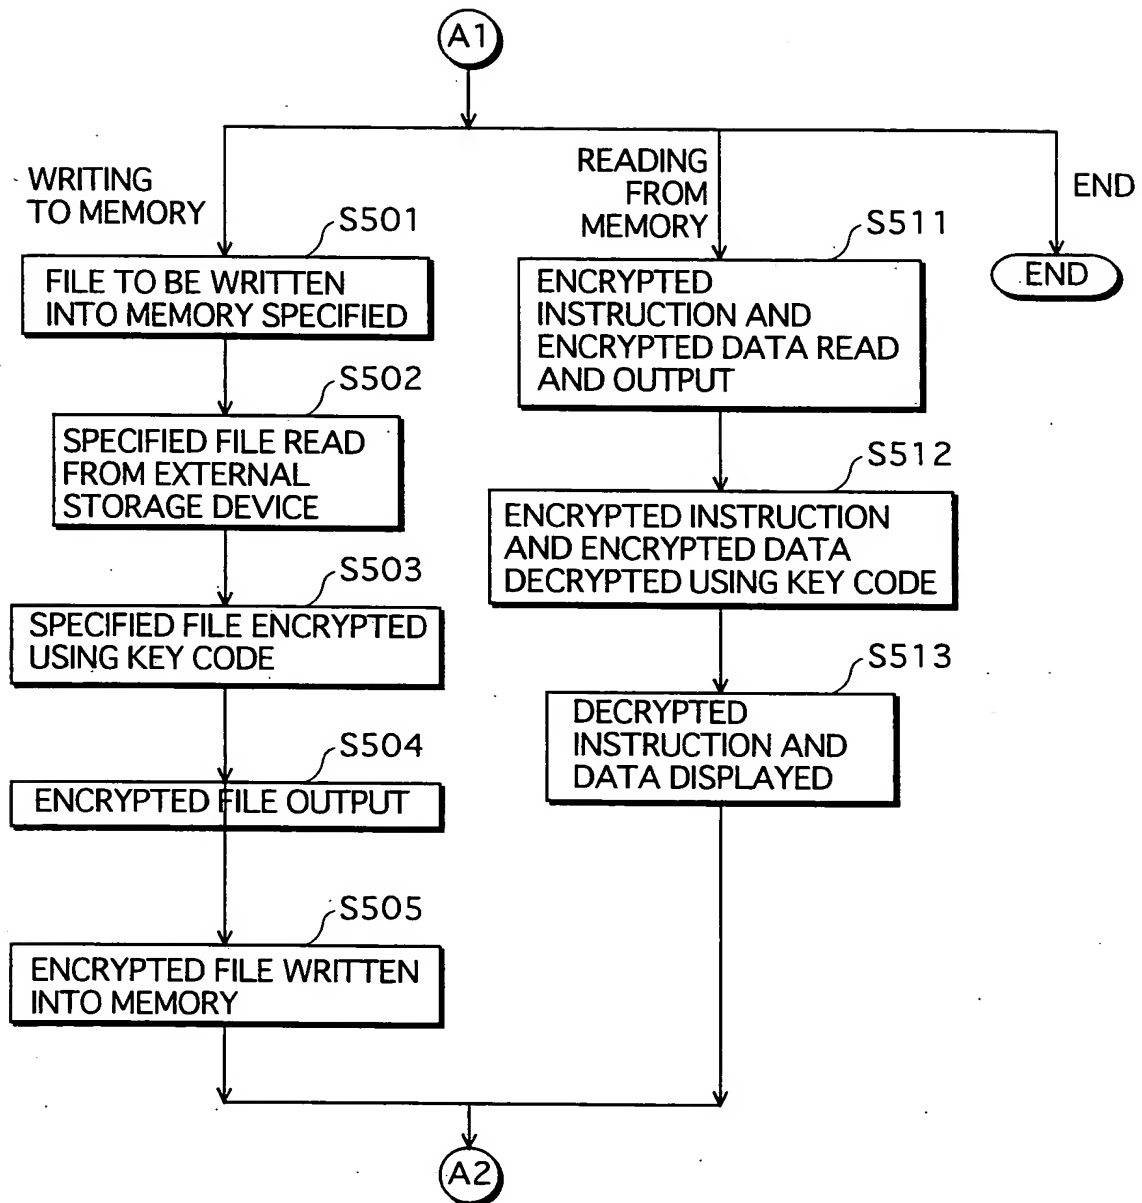 A1
WRITING
TO MEMORY
READING
FROM
MEMORY
END
S501
FILE TO BE WRITTEN
INTO MEMORY SPECIFIED
S502
SPECIFIED FILE READ
FROM EXTERNAL
STORAGE DEVICE
S503
SPECIFIED FILE ENCRYPTED
USING KEY CODE
S504
ENCRYPTED FILE OUTPUT
S505
ENCRYPTED FILE WRITTEN
INTO MEMORY
S511
ENCRYPTED
INSTRUCTION AND
ENCRYPTED DATA READ
AND OUTPUT
S512
ENCRYPTED INSTRUCTION
AND ENCRYPTED DATA
DECRYPTED USING KEY CODE
S513
DECRYPTED
INSTRUCTION AND
DATA DISPLAYED
END
A2